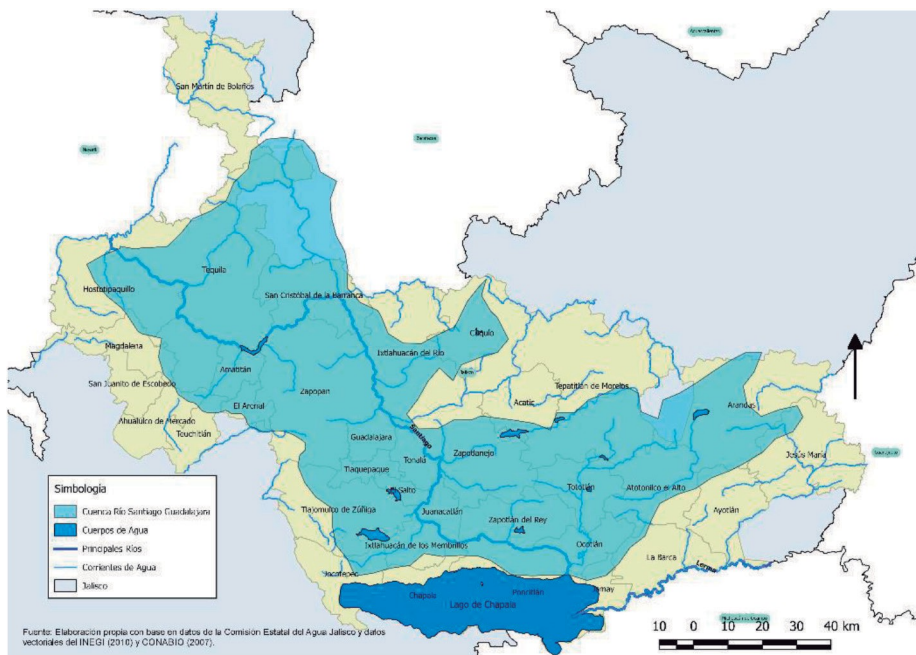 Aguascalientes
San Martín de Bolaños
Zacatecas
Nayarit
Tequila
Hostotipaquillo
San Cristóbal de la Barranca
Cuquío
Magdalena
Ixtlahuacán del Río
Amatitán
San Juanito de Escobedo
Zapopan
Tepatitlán de Morelos
Acatic
Arandas
El Arenal
Ahualulco de Mercado
Teuchitlán
Santiago
Guadalajara
Tonalá
Zapotlanejo
Jesús María
Tlaquepaque
Tototlán
Atotonilco el Alto
El Salto
Tlajomulco de Zúñiga
Juanacatlán
Zapotlán del Rey
Ayotlán
Ixtlahuacán de los Membrillos
Ocotlán
La Barca
Jocotepec
Lerma
Jamay
Chapala
Poncitlán
Lago de Chapala
Simbología
Cuenca Río Santiago Guadalajara
Cuerpos de Agua
Principales Ríos
Corrientes de Agua
Jalisco
10 0 10 20 30 40 km
Fuente: Elaboración propia con base en datos de la Comisión Estatal del Agua Jalisco y datos
vectoriales del INEGI (2010) y CONABIO (2007).